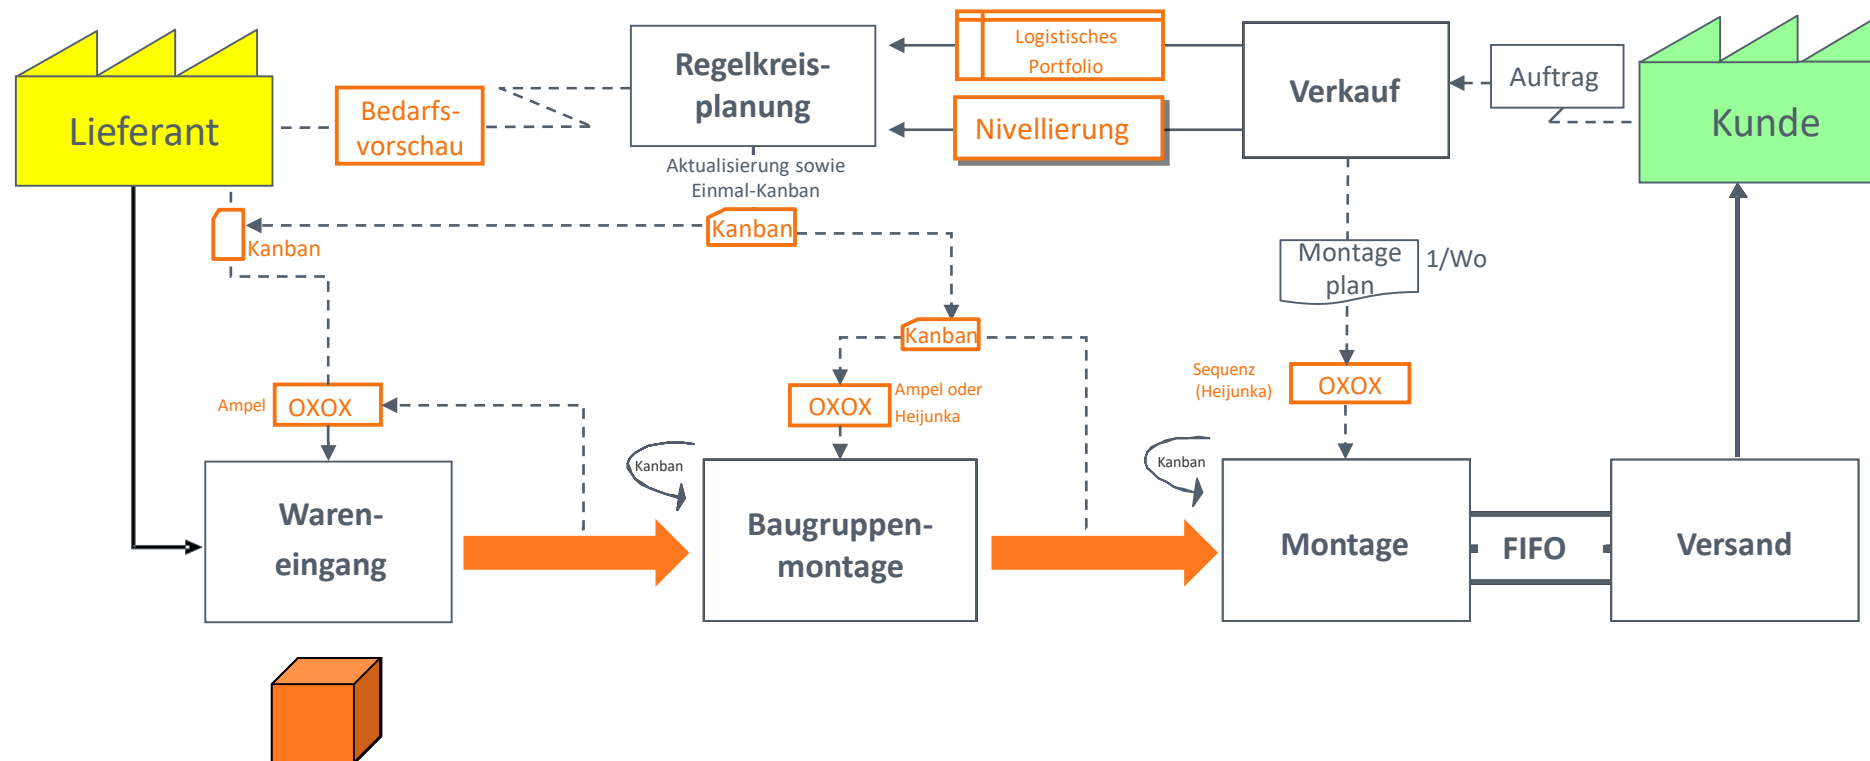 Lieferant
Bedarfs-
vorschau
Regelkreis-
planung
Logistisches
Portfolio
Nivellierung
Verkauf
Auftrag
Kunde
Aktualisierung sowie
Einmal-Kanban
Kanban
Kanban
Montage
plan
1/Wo
Kanban
Ampel
OXOX
OXOX
Ampel oder
Heijunka
Sequenz
(Heijunka)
OXOX
Waren-
eingang
Kanban
Baugruppen-
montage
Kanban
Montage
FIFO
Versand